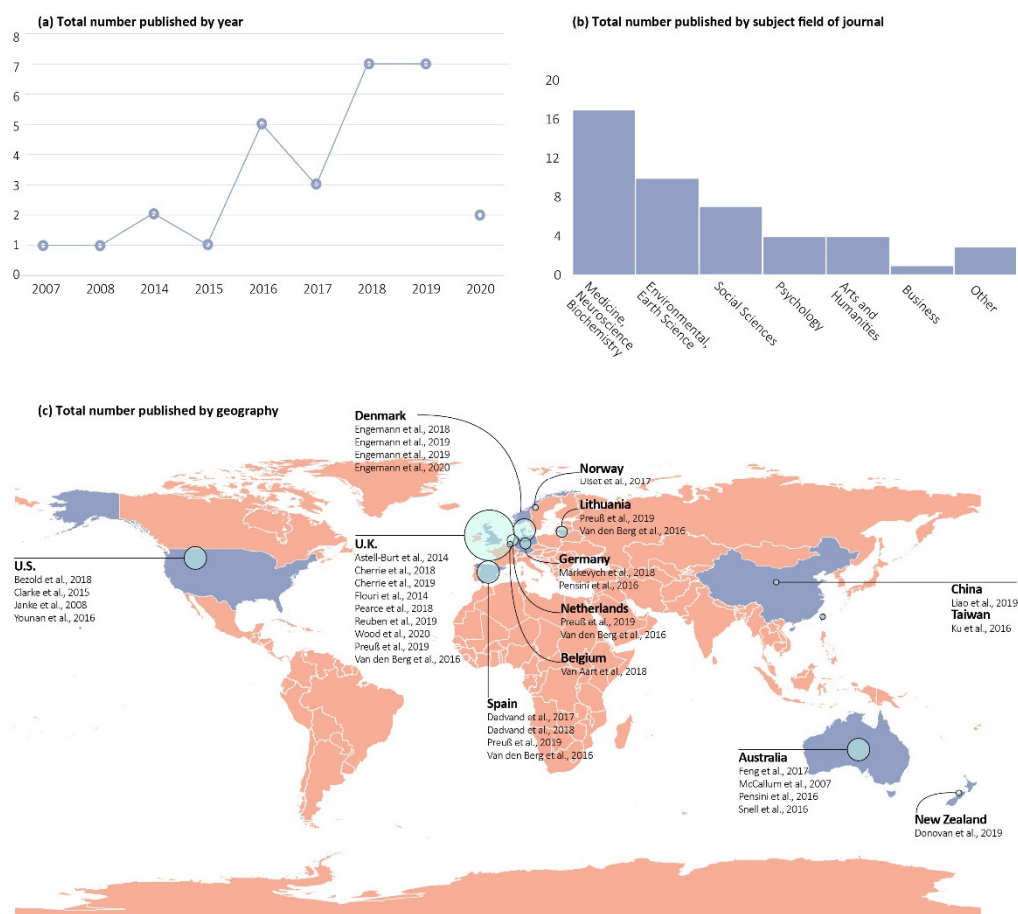 (a) Total number published by year
8
7
6
5
4
3
2
1
0
2007 2008 2014 2015 2016 2017 2018 2019 2020
(b) Total number published by subject field of journal
20
16
12
8
4
0
Medicine,
Neuroscience
Biochemistry
Environmental,
Earth Science
Social Sciences
Psychology
Arts and
Humanities
Business
Other
(c) Total number published by geography
Denmark
Engemann et al., 2018
Engemann et al., 2019
Engemann et al., 2019
Engemann et al., 2020
Norway
Ulset et al., 2017
Lithuania
Preuß et al., 2019
Van den Berg et al., 2016
U.S.
Bezold et al., 2018
Clarke et al., 2015
Janke et al., 2008
Younan et al., 2016
U.K.
Astell-Burt et al., 2014
Cherrie et al., 2018
Cherrie et al., 2019
Flouri et al., 2014
Pearce et al., 2018
Reuben et al., 2019
Wood et al., 2020
Preuß et al., 2019
Van den Berg et al., 2016
Germany
Markevych et al., 2018
Pensini et al., 2016
Netherlands
Preuß et al., 2019
Van den Berg et al., 2016
Belgium
Van Aart et al., 2018
Spain
Dadvand et al., 2017
Dadvand et al., 2018
Preuß et al., 2019
Van den Berg et al., 2016
China
Liao et al., 2019
Taiwan
Ku et al., 2016
Australia
Feng et al., 2017
McCallum et al., 2007
Pensini et al., 2016
Snell et al., 2016
New Zealand
Donovan et al., 2019